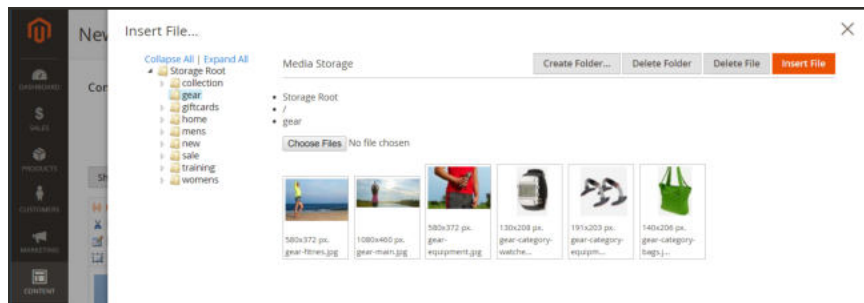 New
Insert File...
Collapse All | Expand All
Storage Root
collection
gear
giftcards
home
mens
new
sale
training
womens
Media Storage
Create Folder...
Delete Folder
Delete File
Insert File
Storage Root
/
gear
Choose Files No file chosen
580x372 px.
gear-fitnes.jpg
1080x460 px.
gear-main.jpg
580x372 px.
gear-
equipment.jpg
130x208 px.
gear-category-
watche...
191x203 px.
gear-category-
equipm...
140x206 px.
gear-category-
bags.j...
DASHBOARD
SALES
PRODUCTS
CUSTOMERS
MARKETING
CONTENT
Con
Sh